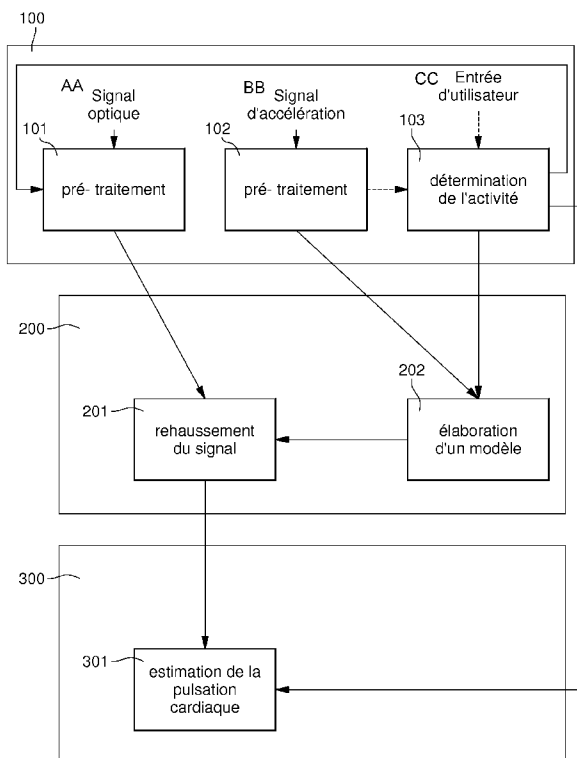 100
AA
Signal
optique
BB
Signal
d'accélération
CC
Entrée
d'utilisateur
101
102
103
pré- traitement
pré- traitement
détermination
de l'activité
200
201
202
rehaussement
du signal
élaboration
d'un modèle
300
301
estimation de la
pulsation
cardiaque